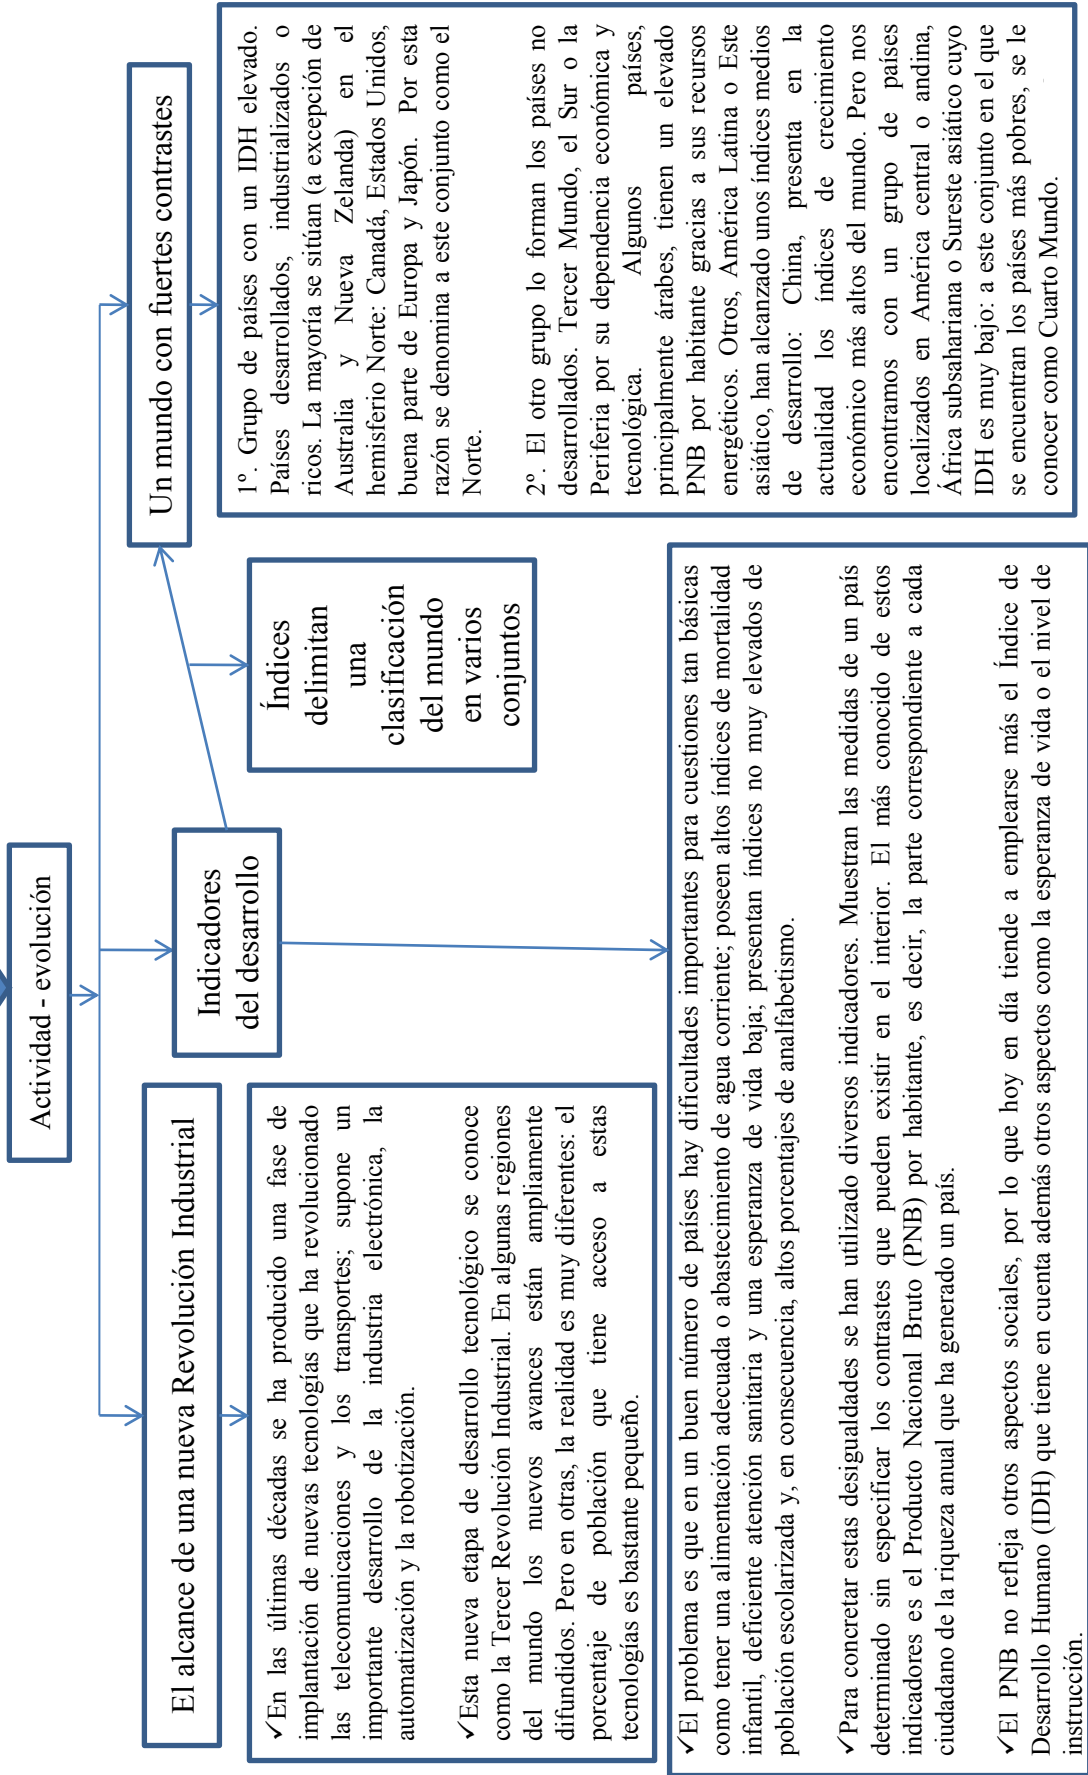 Actividad - evolución
El alcance de una nueva Revolución Industrial
✓En las últimas décadas se ha producido una fase de
implantación de nuevas tecnologías que ha revolucionado
las telecomunicaciones y los transportes; supone un
importante desarrollo de la industria electrónica, la
automatización y la robotización.
✓Esta nueva etapa de desarrollo tecnológico se conoce
como la Tercer Revolución Industrial. En algunas regiones
del mundo los nuevos avances están ampliamente
difundidos. Pero en otras, la realidad es muy diferentes: el
porcentaje de población que tiene acceso a estas
tecnologías es bastante pequeño.
Indicadores
del desarrollo
Índices
delimitan
una
clasificación
del mundo
en varios
conjuntos
Un mundo con fuertes contrastes
1º. Grupo de países con un IDH elevado.
Países desarrollados, industrializados o
ricos. La mayoría se sitúan (a excepción de
Australia y Nueva Zelanda) en el
hemisferio Norte: Canadá, Estados Unidos,
buena parte de Europa y Japón. Por esta
razón se denomina a este conjunto como el
Norte.
2º. El otro grupo lo forman los países no
desarrollados. Tercer Mundo, el Sur o la
Periferia por su dependencia económica y
tecnológica. Algunos países,
principalmente árabes, tienen un elevado
PNB por habitante gracias a sus recursos
energéticos. Otros, América Latina o Este
asiático, han alcanzado unos índices medios
de desarrollo: China, presenta en la
actualidad los índices de crecimiento
económico más altos del mundo. Pero nos
encontramos con un grupo de países
localizados en América central o andina,
África subsahariana o Sureste asiático cuyo
IDH es muy bajo: a este conjunto en el que
se encuentran los países más pobres, se le
conocer como Cuarto Mundo.
✓El problema es que en un buen número de países hay dificultades importantes para cuestiones tan básicas
como tener una alimentación adecuada o abastecimiento de agua corriente; poseen altos índices de mortalidad
infantil, deficiente atención sanitaria y una esperanza de vida baja; presentan índices no muy elevados de
población escolarizada y, en consecuencia, altos porcentajes de analfabetismo.
✓Para concretar estas desigualdades se han utilizado diversos indicadores. Muestran las medidas de un país
determinado sin especificar los contrastes que pueden existir en el interior. El más conocido de estos
indicadores es el Producto Nacional Bruto (PNB) por habitante, es decir, la parte correspondiente a cada
ciudadano de la riqueza anual que ha generado un país.
✓El PNB no refleja otros aspectos sociales, por lo que hoy en día tiende a emplearse más el Índice de
Desarrollo Humano (IDH) que tiene en cuenta además otros aspectos como la esperanza de vida o el nivel de
instrucción.